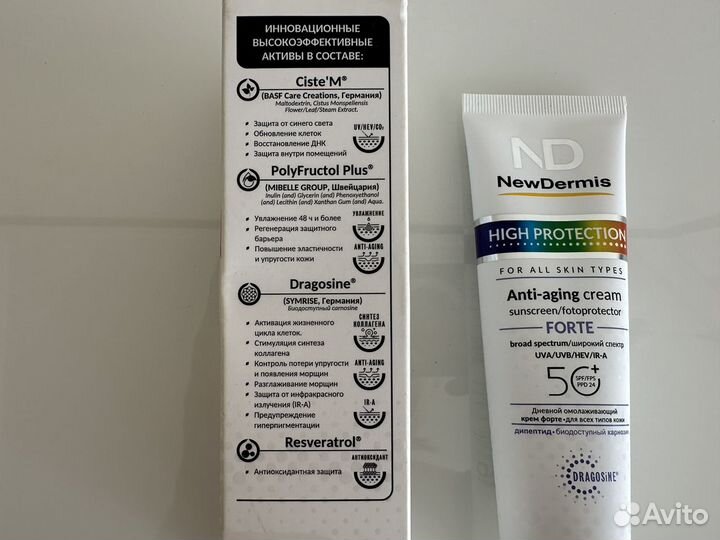 ИННОВАЦИОННЫЕ
ВЫСОКОЭФФЕКТИВНЫЕ
АКТИВЫ В СОСТАВЕ:
Ciste'M®
(BASF Care Creations, Германия)
Maltodextrin, Cistus Monspeliensis
Flower/Leaf/Steam Extract.
• Защита от синего света
• Обновление клеток
• Восстановление ДНК
• Защита внутри помещений
UV/HEV/CO₂
PolyFructol Plus®
(MIBELLE GROUP, Швейцария)
Inulin (and) Glycerin (and) Phenoxyethanol
(and) Lecithin (and) Xanthan Gum (and) Aqua.
• Увлажнение 48 ч и более
• Регенерация защитного
барьера
• Повышение эластичности
и упругости кожи
УВЛАЖНЕНИЕ
ANTI-AGING
Dragosine®
(SYMRISE, Германия)
Биодоступный carnosine
• Активация жизненного
цикла клеток.
• Стимуляция синтеза
коллагена
• Контроль потери упругости
и появления морщин
• Разглаживание морщин
• Защита от инфракрасного
излучения (IR-A)
• Предупреждение
гиперпигментации
СИНТЕЗ
КОЛЛАГЕНА
ANTI-AGING
IR-A
Resveratrol®
• Антиоксидантная защита
АНТИОКСИДАНТ
ND
NewDermis
HIGH PROTECTION
FOR ALL SKIN TYPES
Anti-aging cream
sunscreen/fotoprotector
FORTE
broad spectrum/широкий спектр
UVA/UVB/HEV/IR-A
50+
SPF/FPS
PPD 24
Дневной омолаживающий
крем форте·для всех типов кожи
дипептид·биодоступный карнозин
DRAGOSINE®
Avito